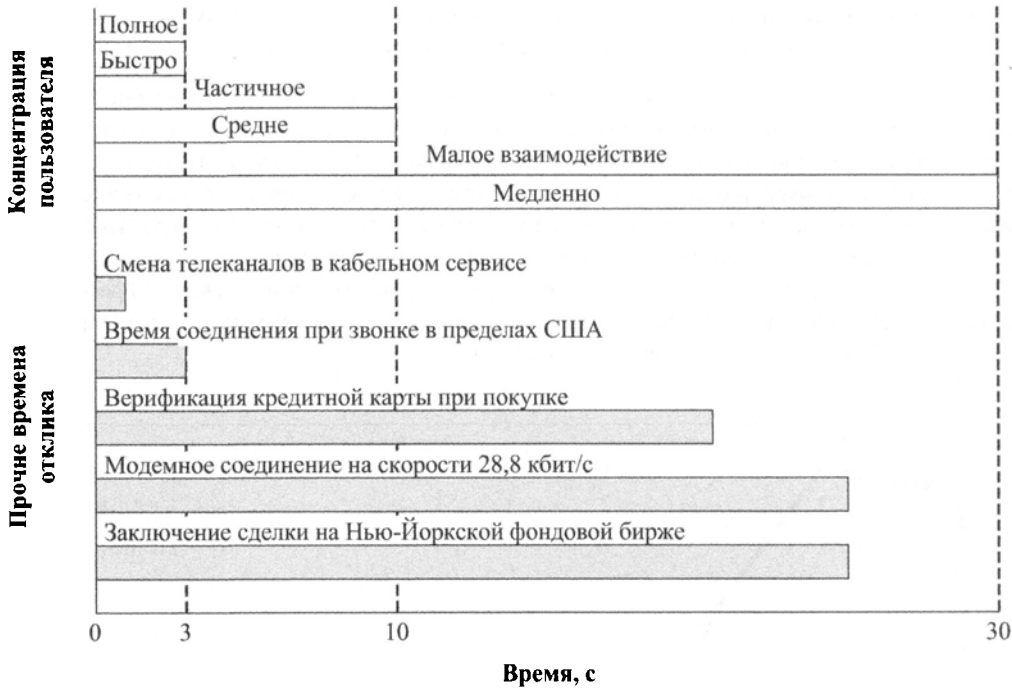 Полное
Быстро
Частичное
Средне
Малое взаимодействие
Медленно
Концентрация
пользователя
Смена телеканалов в кабельном сервисе
Время соединения при звонке в пределах США
Верификация кредитной карты при покупке
Модемное соединение на скорости 28,8 кбит/с
Заключение сделки на Нью-Йоркской фондовой бирже
Прочне времена
отклика
0 3 10 30
Время, с